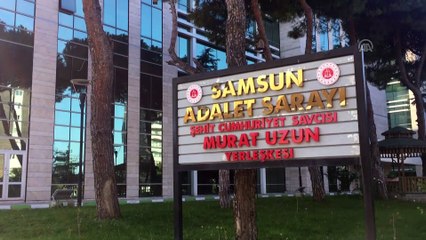 SAMSUN
ADALET SARAYI
ŞEHİT CUMHURİYET SAVCISI
MURAT UZUN
YERLEŞKESİ